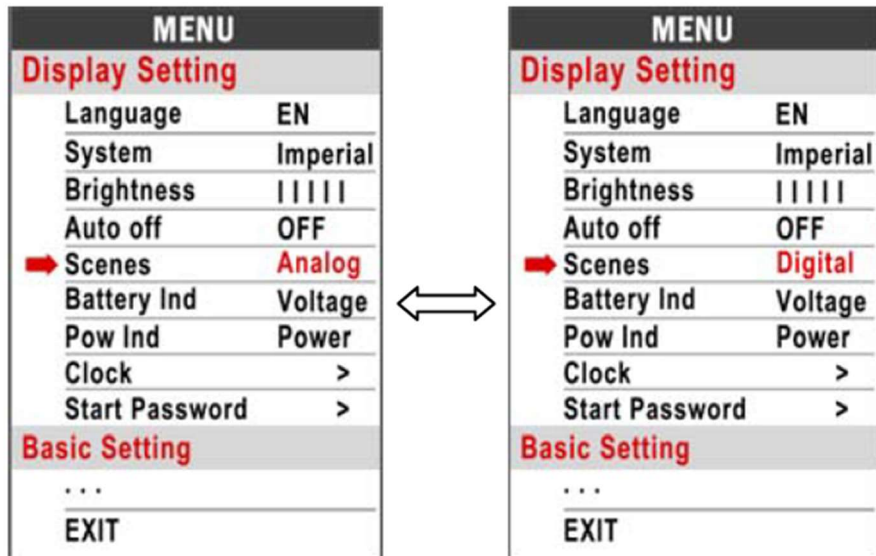 MENU
Display Setting
Language EN
System Imperial
Brightness | | | | |
Auto off OFF
Scenes Analog
Battery Ind Voltage
Pow Ind Power
Clock >
Start Password >
Basic Setting
. . .
EXIT
MENU
Display Setting
Language EN
System Imperial
Brightness | | | | |
Auto off OFF
Scenes Digital
Battery Ind Voltage
Pow Ind Power
Clock >
Start Password >
Basic Setting
. . .
EXIT